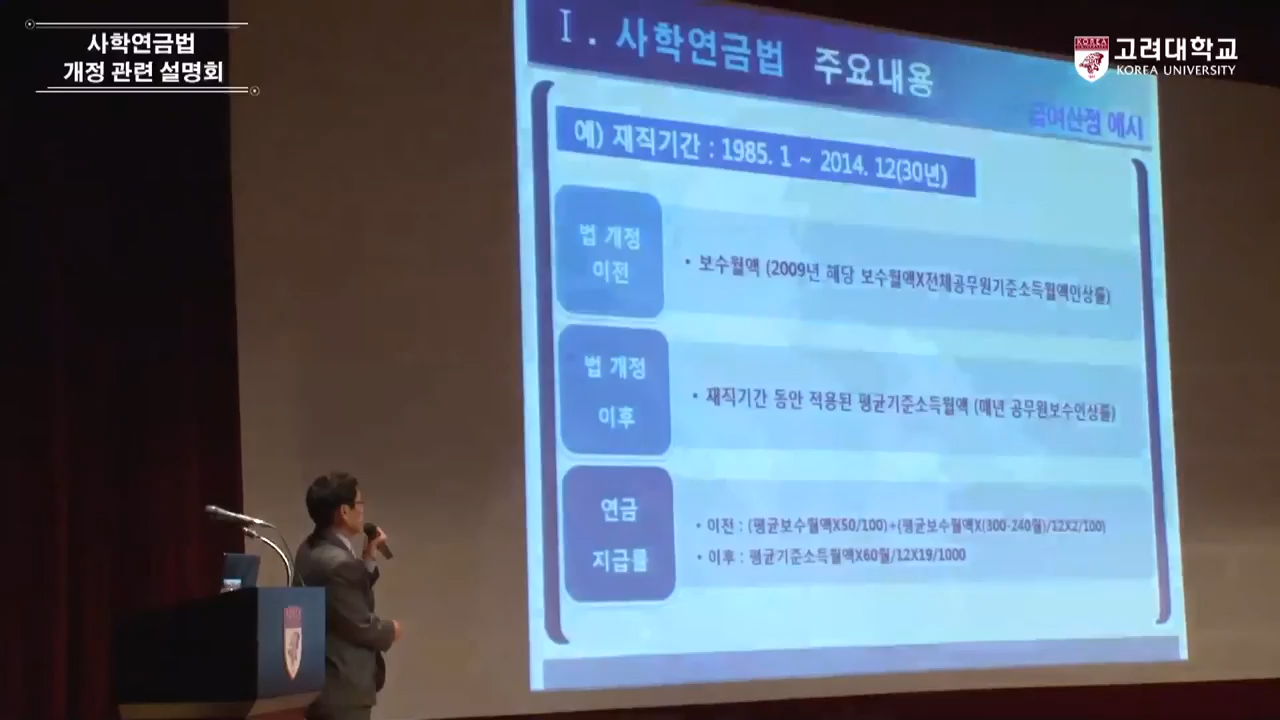 사학연금법
개정 관련 설명회
KOREA
고려대학교
KOREA UNIVERSITY
Ⅰ. 사학연금법 주요내용
급여산정 예시
예) 재직기간 : 1985. 1 ~ 2014. 12(30년)
법 개정
이전
• 보수월액 (2009년 해당 보수월액X전체공무원기준소득월액인상률)
법 개정
이후
• 재직기간 동안 적용된 평균기준소득월액 (매년 공무원보수인상률)
연금
지급률
• 이전 : (평균보수월액X50/100)+(평균보수월액X(300-240월)/12X2/100)
• 이후 : 평균기준소득월액X60월/12X19/1000